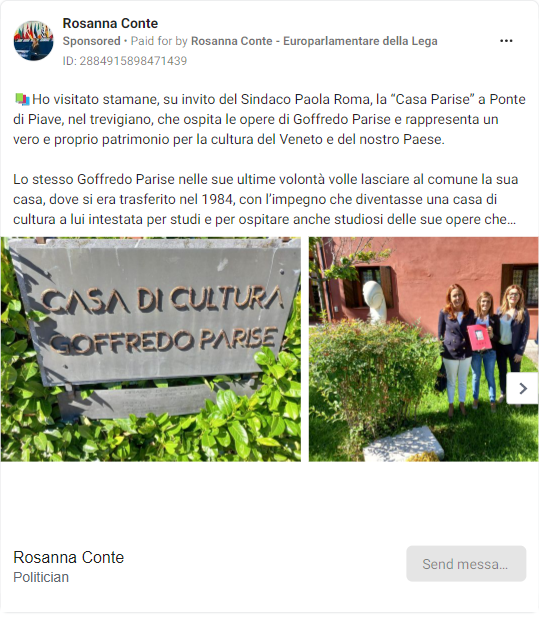 Rosanna Conte
Sponsored • Paid for by Rosanna Conte - Europarlamentare della Lega
ID: 2884915898471439
Ho visitato stamane, su invito del Sindaco Paola Roma, la “Casa Parise” a Ponte
di Piave, nel trevigiano, che ospita le opere di Goffredo Parise e rappresenta un
vero e proprio patrimonio per la cultura del Veneto e del nostro Paese.
Lo stesso Goffredo Parise nelle sue ultime volontà volle lasciare al comune la sua
casa, dove si era trasferito nel 1984, con l’impegno che diventasse una casa di
cultura a lui intestata per studi e per ospitare anche studiosi delle sue opere che...
CASA DI CULTURA
GOFFREDO PARISE
Rosanna Conte
Politician
Send messa...